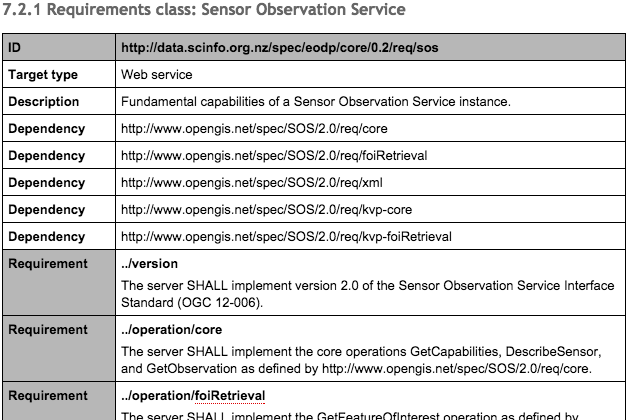 7.2.1 Requirements class: Sensor Observation Service
ID http://data.scinfo.org.nz/spec/eodp/core/0.2/req/sos
Target type Web service
Description Fundamental capabilities of a Sensor Observation Service instance.
Dependency http://www.opengis.net/spec/SOS/2.0/req/core
Dependency http://www.opengis.net/spec/SOS/2.0/req/foiRetrieval
Dependency http://www.opengis.net/spec/SOS/2.0/req/xml
Dependency http://www.opengis.net/spec/SOS/2.0/req/kvp-core
Dependency http://www.opengis.net/spec/SOS/2.0/req/kvp-foiRetrieval
Requirement ../version
The server SHALL implement version 2.0 of the Sensor Observation Service Interface
Standard (OGC 12-006).
Requirement ../operation/core
The server SHALL implement the core operations GetCapabilities, DescribeSensor,
and GetObservation as defined by http://www.opengis.net/spec/SOS/2.0/req/core.
Requirement ../operation/foiRetrieval
The server SHALL implement the GetFeatureOfInterest operation as defined by